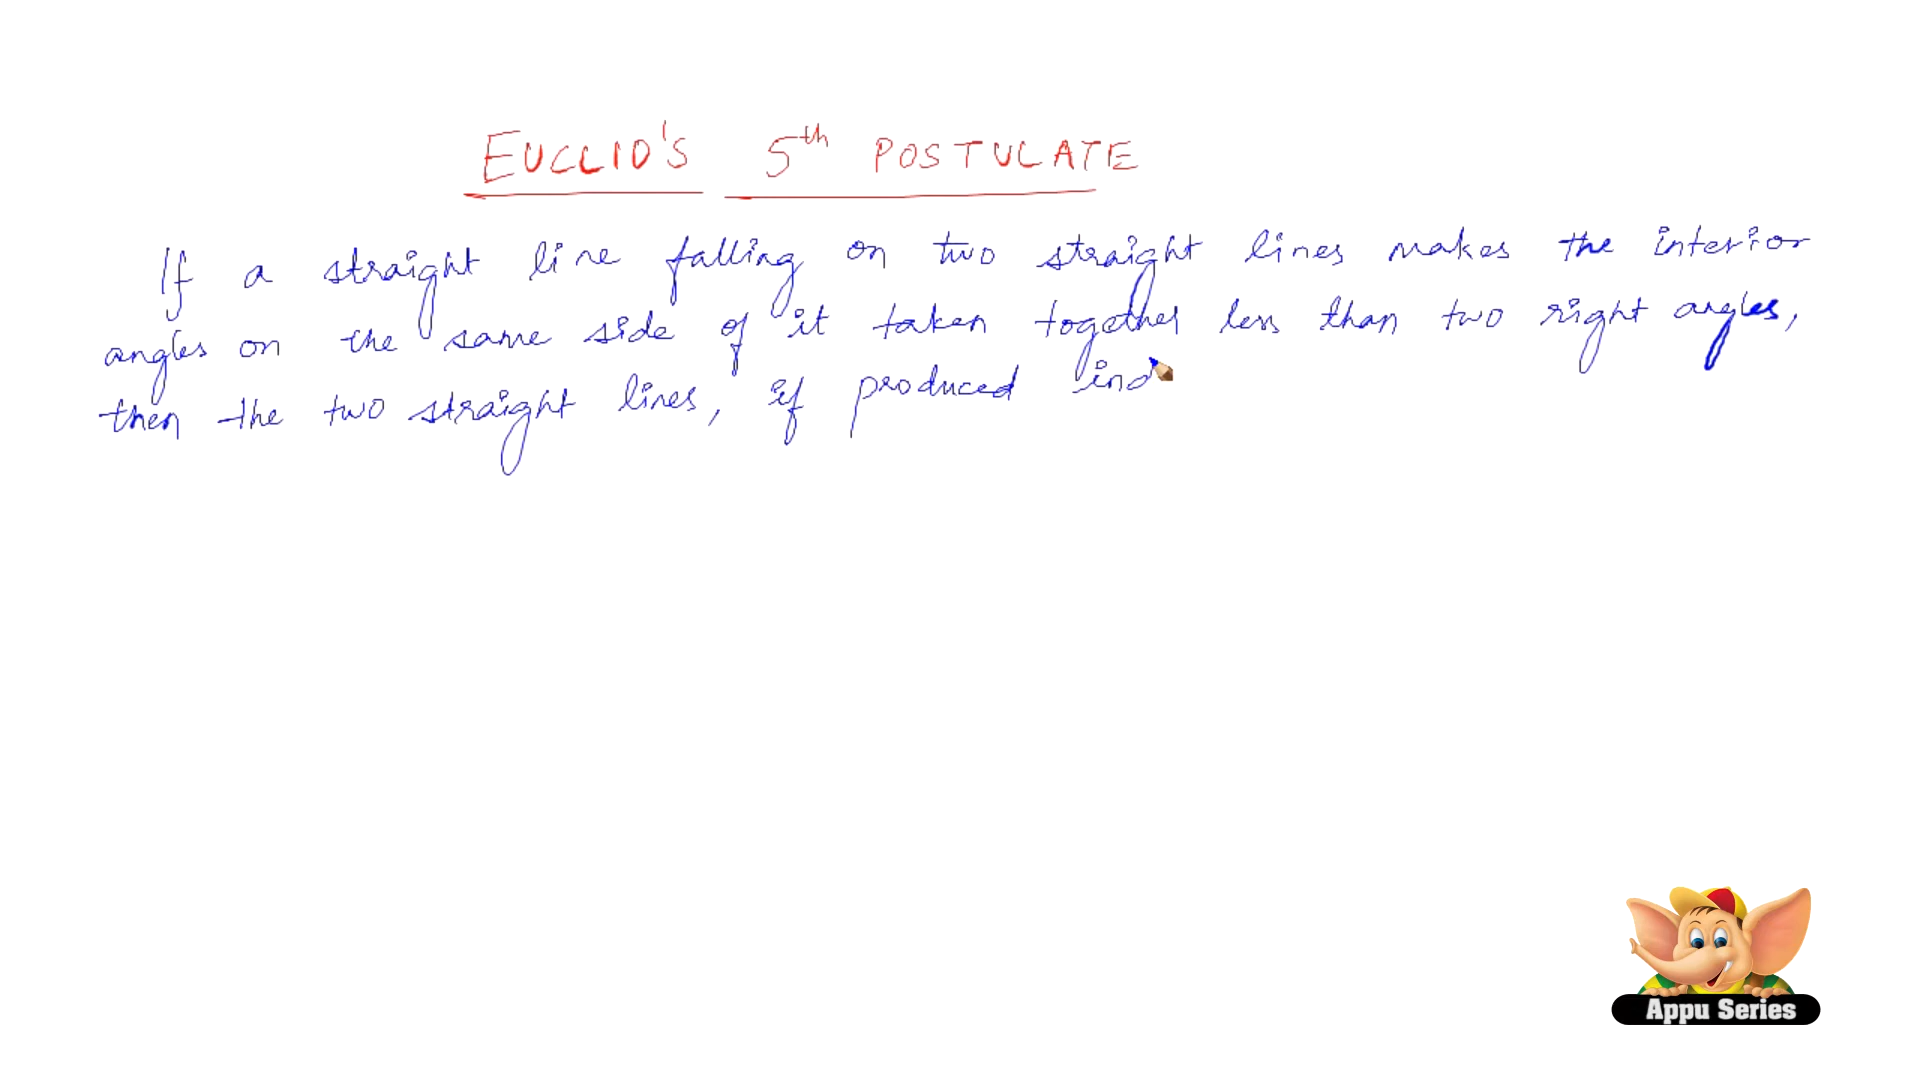 EUCLID'S 5th POSTULATE
If a straight line falling on two straight lines makes the interior
angles on the same side of it taken together less than two right angles,
then the two straight lines, if produced ind
Appu Series